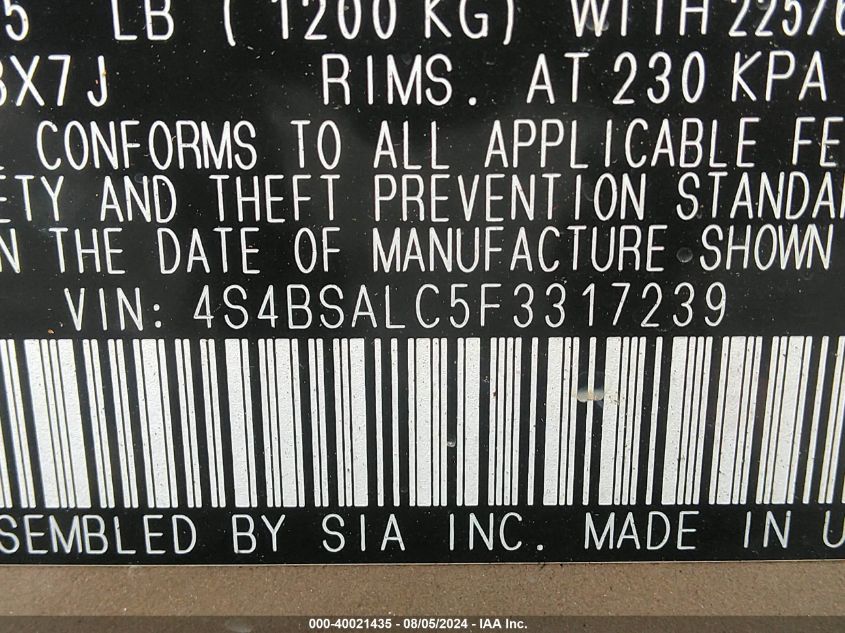 5 LB ( 1200 KG) WITH 225/6
8X7J RIMS. AT 230 KPA
CONFORMS TO ALL APPLICABLE FE
ETY AND THEFT PREVENTION STANDA
N THE DATE OF MANUFACTURE SHOWN
VIN: 4S4BSALC5F3317239
SEMBLED BY SIA INC. MADE IN U
000-40021435 - 08/05/2024 - IAA Inc.